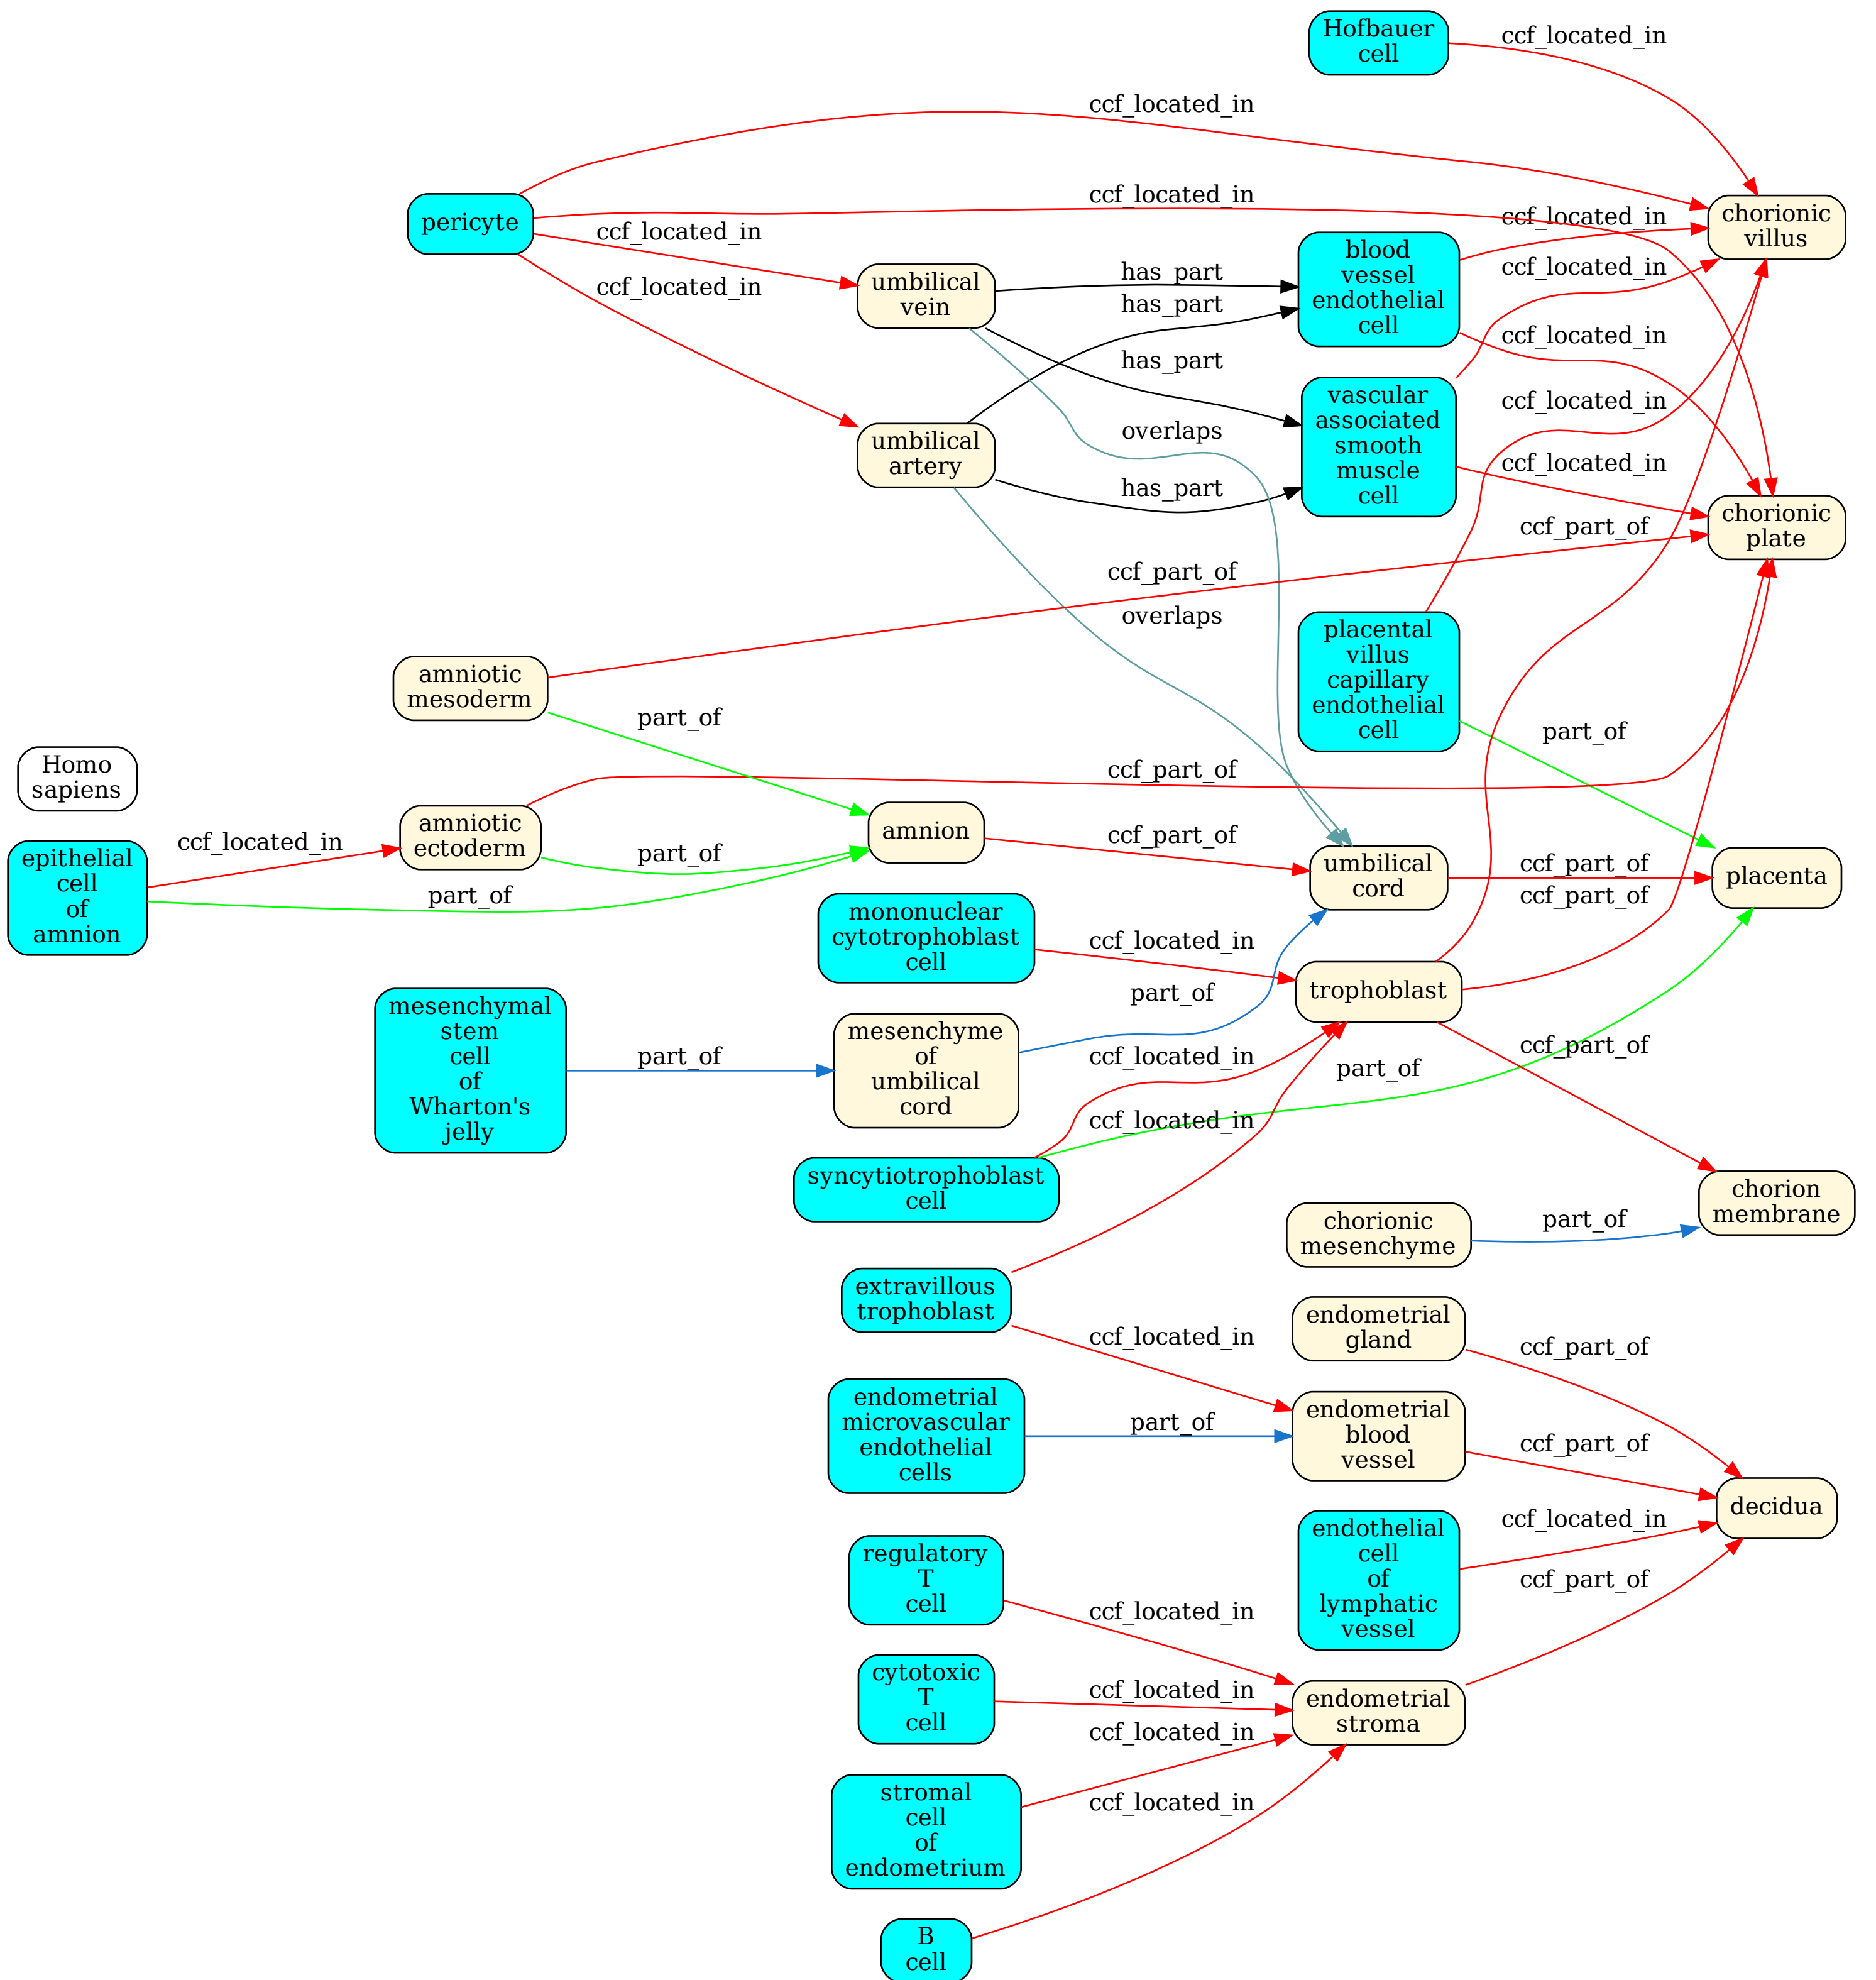 Hofbauer
cell
ccf_located_in
ccf_located_in
pericyte
ccf_located_in
ccf_located_in
ccf_located_in
chorionic
villus
ccf_located_in
umbilical
vein
has_part
has_part
blood
vessel
endothelial
cell
ccf_located_in
ccf_located_in
has_part
overlaps
umbilical
artery
has_part
vascular
associated
smooth
muscle
cell
ccf_located_in
ccf_located_in
chorionic
plate
ccf_part_of
ccf_part_of
overlaps
placental
villus
capillary
endothelial
cell
part_of
amniotic
mesoderm
part_of
Homo
sapiens
ccf_part_of
epithelial
cell
of
amnion
ccf_located_in
amniotic
ectoderm
part_of
part_of
amnion
ccf_part_of
umbilical
cord
ccf_part_of
ccf_part_of
placenta
mononuclear
cytotrophoblast
cell
ccf_located_in
part_of
trophoblast
mesenchymal
stem
cell
of
Wharton's
jelly
part_of
mesenchyme
of
umbilical
cord
ccf_located_in
part_of
ccf_part_of
ccf_located_in
syncytiotrophoblast
cell
chorion
membrane
chorionic
mesenchyme
part_of
extravillous
trophoblast
ccf_located_in
endometrial
gland
ccf_part_of
endometrial
microvascular
endothelial
cells
part_of
endometrial
blood
vessel
ccf_part_of
decidua
endothelial
cell
of
lymphatic
vessel
ccf_located_in
ccf_part_of
regulatory
T
cell
ccf_located_in
cytotoxic
T
cell
ccf_located_in
ccf_located_in
endometrial
stroma
stromal
cell
of
endometrium
ccf_located_in
B
cell